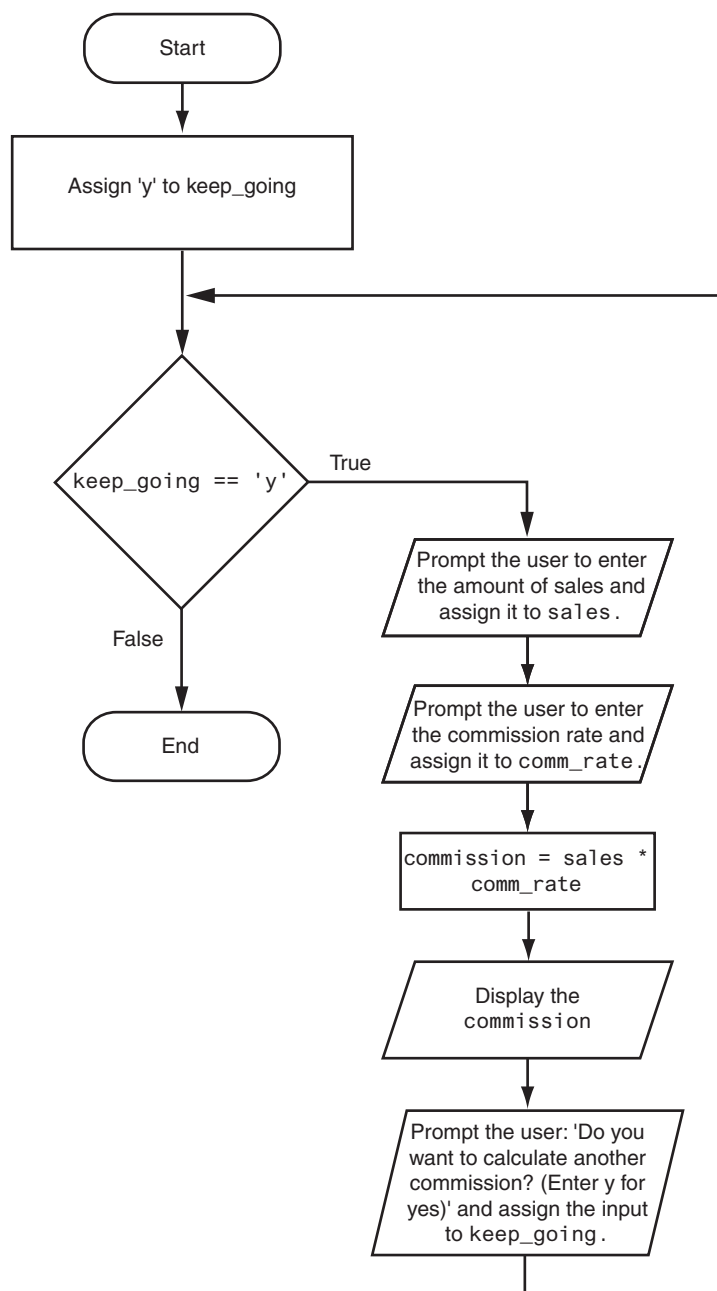 Start
Assign 'y' to keep_going
keep_going == 'y'
True
False
End
Prompt the user to enter
the amount of sales and
assign it to sales.
Prompt the user to enter
the commission rate and
assign it to comm_rate.
commission = sales *
comm_rate
Display the
commission
Prompt the user: 'Do you
want to calculate another
commission? (Enter y for
yes)' and assign the input
to keep_going.